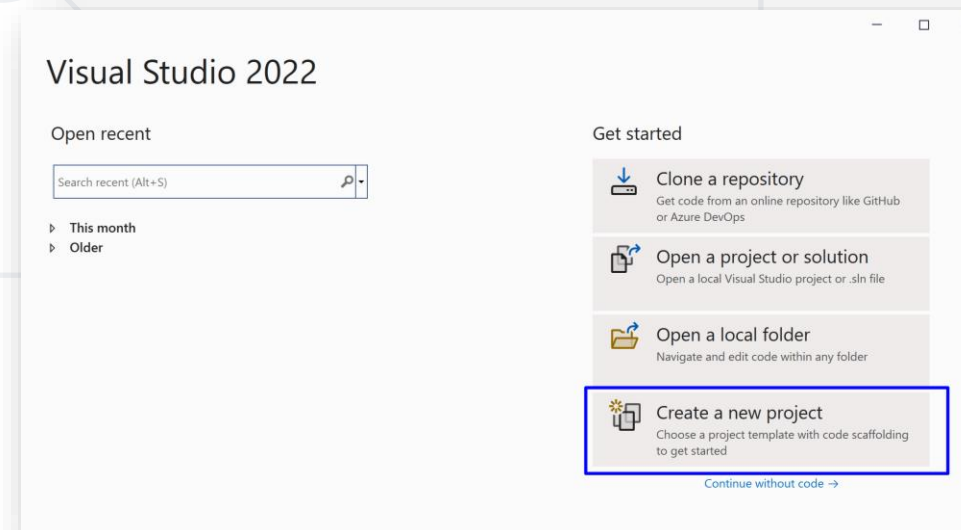 Visual Studio 2022
Open recent
Search recent (Alt+S)
This month
Older
Get started
Clone a repository
Get code from an online repository like GitHub
or Azure DevOps
Open a project or solution
Open a local Visual Studio project or .sln file
Open a local folder
Navigate and edit code within any folder
Create a new project
Choose a project template with code scaffolding
to get started
Continue without code →